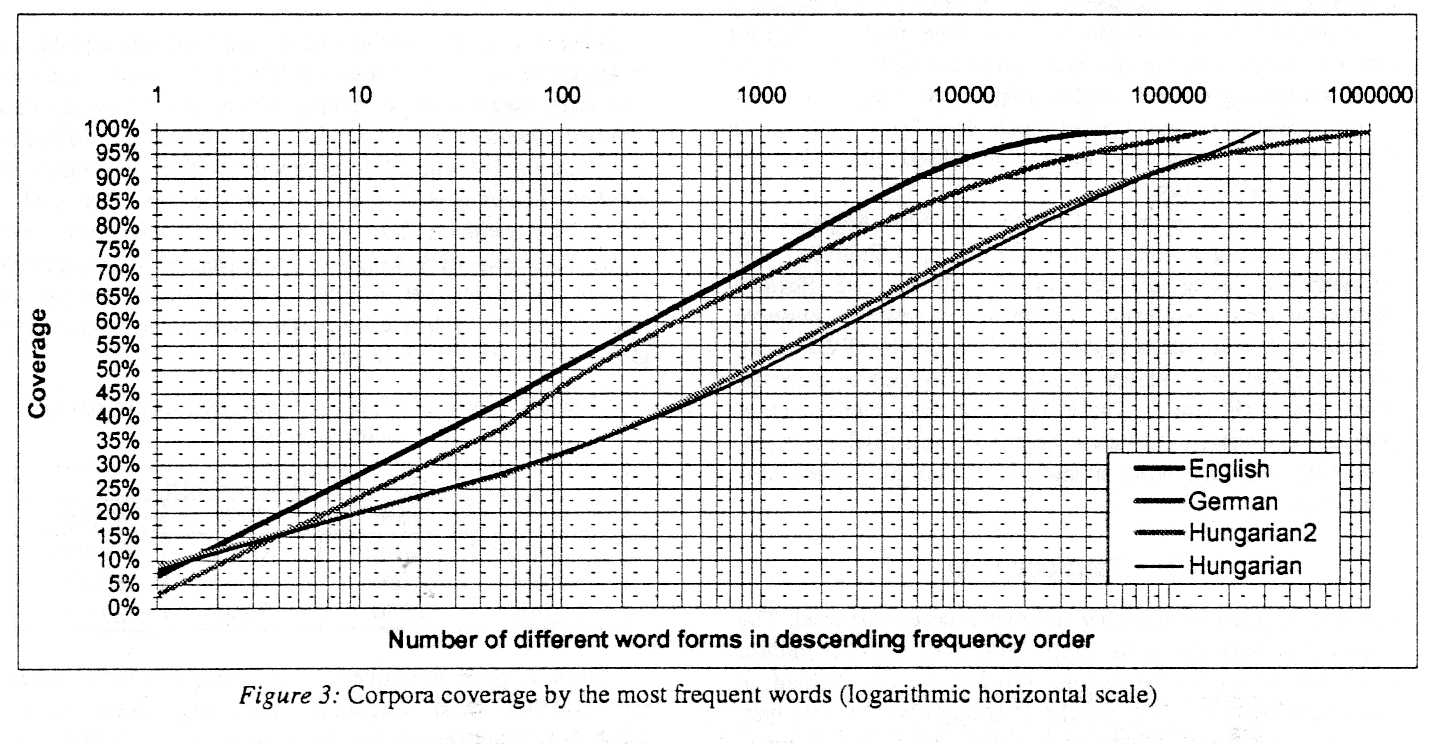 1 10 100 1000 10000 100000 1000000
100%
95%
90%
85%
80%
75%
70%
65%
60%
55%
50%
45%
40%
35%
30%
25%
20%
15%
10%
5%
0%
Coverage
English
German
Hungarian2
Hungarian
Number of different word forms in descending frequency order
Figure 3: Corpora coverage by the most frequent words (logarithmic horizontal scale)